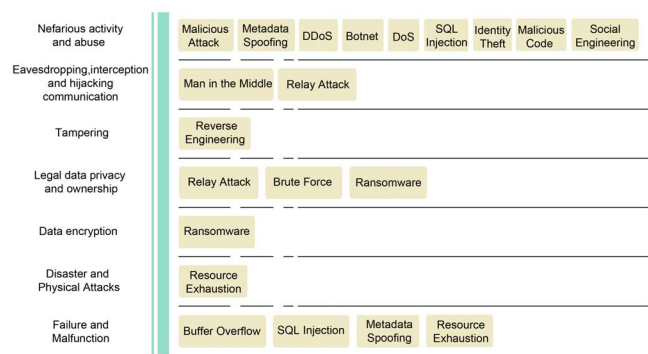 Nefarious activity
and abuse
Malicious
Attack
Metadata
Spoofing
DDoS
Botnet
DoS
SQL
Injection
Identity
Theft
Malicious
Code
Social
Engineering
Eavesdropping,interception
and hijacking
communication
Man in the Middle
Relay Attack
Tampering
Reverse
Engineering
Legal data privacy
and ownership
Relay Attack
Brute Force
Ransomware
Data encryption
Ransomware
Disaster and
Physical Attacks
Resource
Exhaustion
Failure and
Malfunction
Buffer Overflow
SQL Injection
Metadata
Spoofing
Resource
Exhaustion